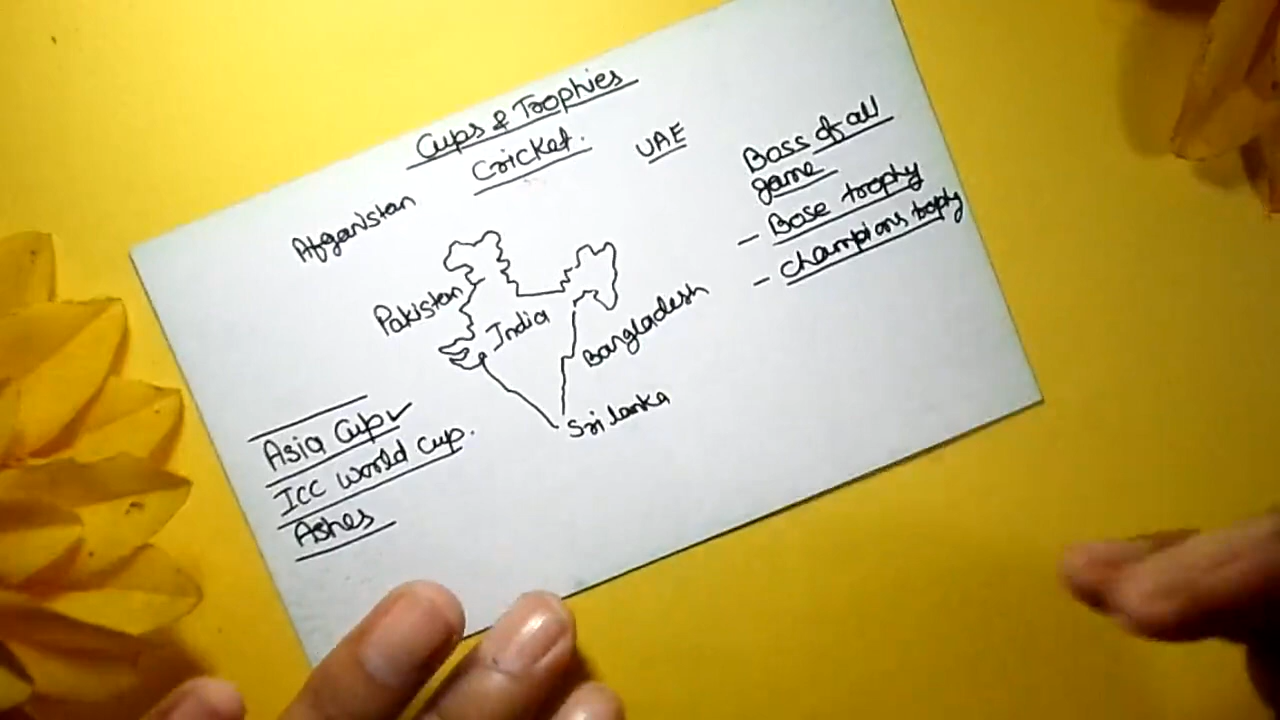 Cups & Trophies
Cricket.
UAE
Afganistan
Pakistan
India
Bangladesh
Sri lanka
Boss of all
game
- Bose trophy
- Champions trophy
Asia Cup ✓
ICC World Cup.
Ashes